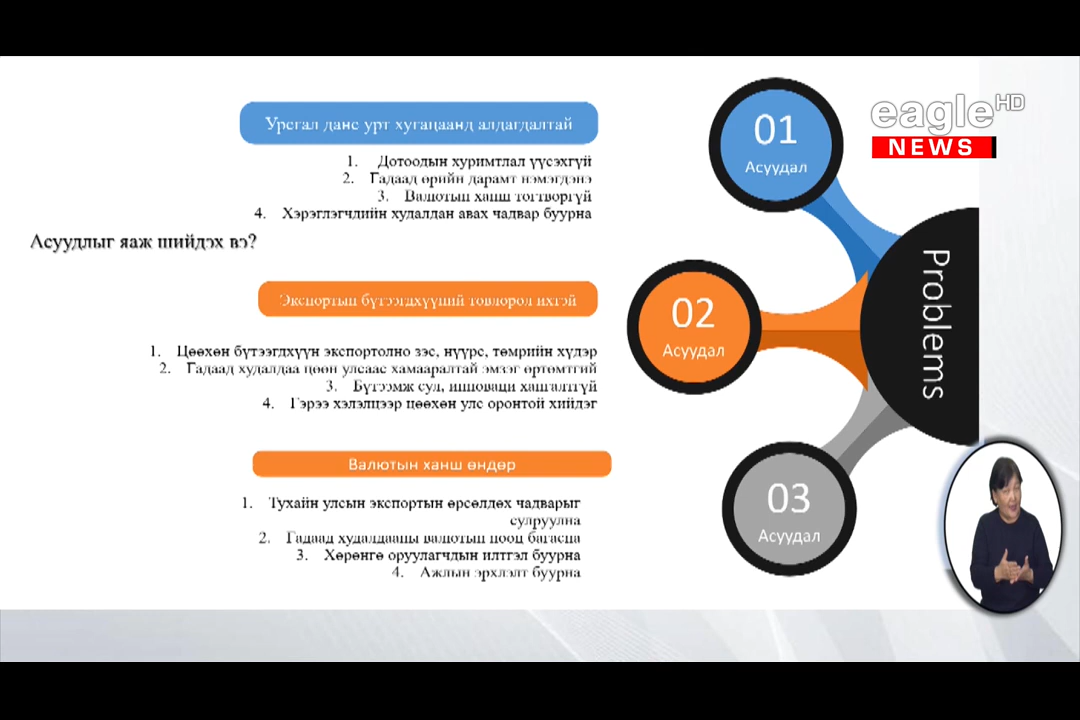 eagle HD
NEWS
Урсгал данс урт хугацаанд алдагдалтай
1. Дотоодын хуримтлал үүсэхгүй
2. Гадаад өрийн дарамт нэмэгдэнэ
3. Валютын ханш тогтворгүй
4. Хэрэглэгчдийн худалдан авах чадвар буурна
Асуудлыг яаж шийдэх вэ?
Экспортын бүтээгдхүүний төвлөрөл ихтэй
1. Цөөхөн бүтээгдхүүн экспортолно зэс, нүүрс, төмрийн хүдэр
2. Гадаад худалдаа цөөн улсаас хамааралтай эмзэг өртөмтгий
3. Бүтээмж сул, инноваци хангалтгүй
4. Гэрээ хэлэлцээр цөөхөн улс оронтой хийдэг
Валютын ханш өндөр
1. Тухайн улсын экспортын өрсөлдөх чадварыг
сулруулна
2. Гадаад худалдааны валютын нөөц багасна
3. Хөрөнгө оруулагчдын итгэл буурна
4. Ажлын эрхлэлт буурна
01
Асуудал
02
Асуудал
03
Асуудал
Problems